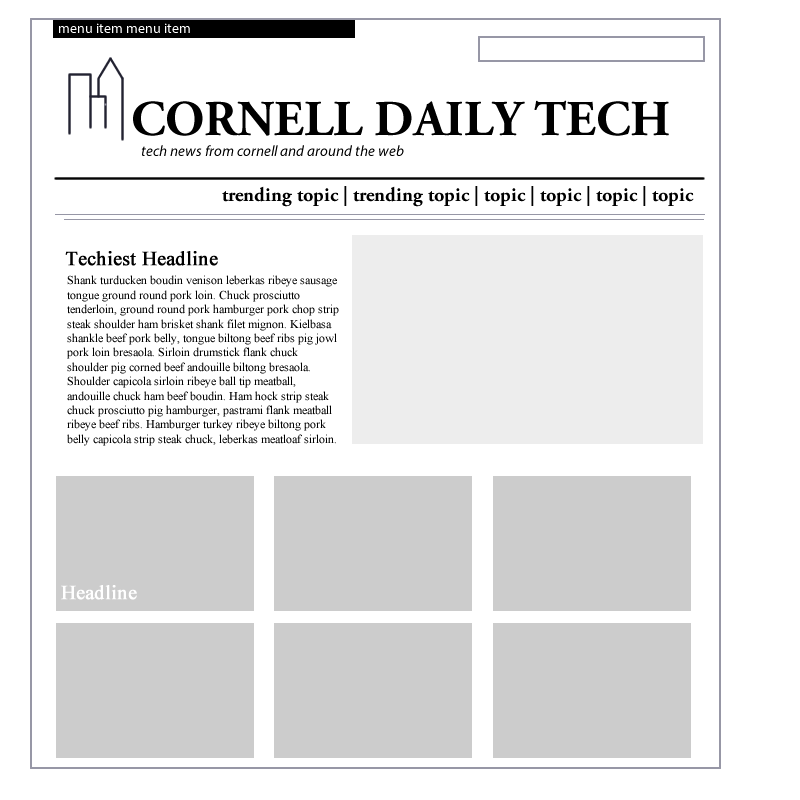 menu item menu item
CORNELL DAILY TECH
tech news from cornell and around the web
trending topic | trending topic | topic | topic | topic | topic
Techiest Headline
Shank turducken boudin venison leberkas ribeye sausage
tongue ground round pork loin. Chuck prosciutto
tenderloin, ground round pork hamburger pork chop strip
steak shoulder ham brisket shank filet mignon. Kielbasa
shankle beef pork belly, tongue biltong beef ribs pig jowl
pork loin bresaola. Sirloin drumstick flank chuck
shoulder pig corned beef andouille biltong bresaola.
Shoulder capicola sirloin ribeye ball tip meatball,
andouille chuck ham beef boudin. Ham hock strip steak
chuck prosciutto pig hamburger, pastrami flank meatball
ribeye beef ribs. Hamburger turkey ribeye biltong pork
belly capicola strip steak chuck, leberkas meatloaf sirloin.
Headline